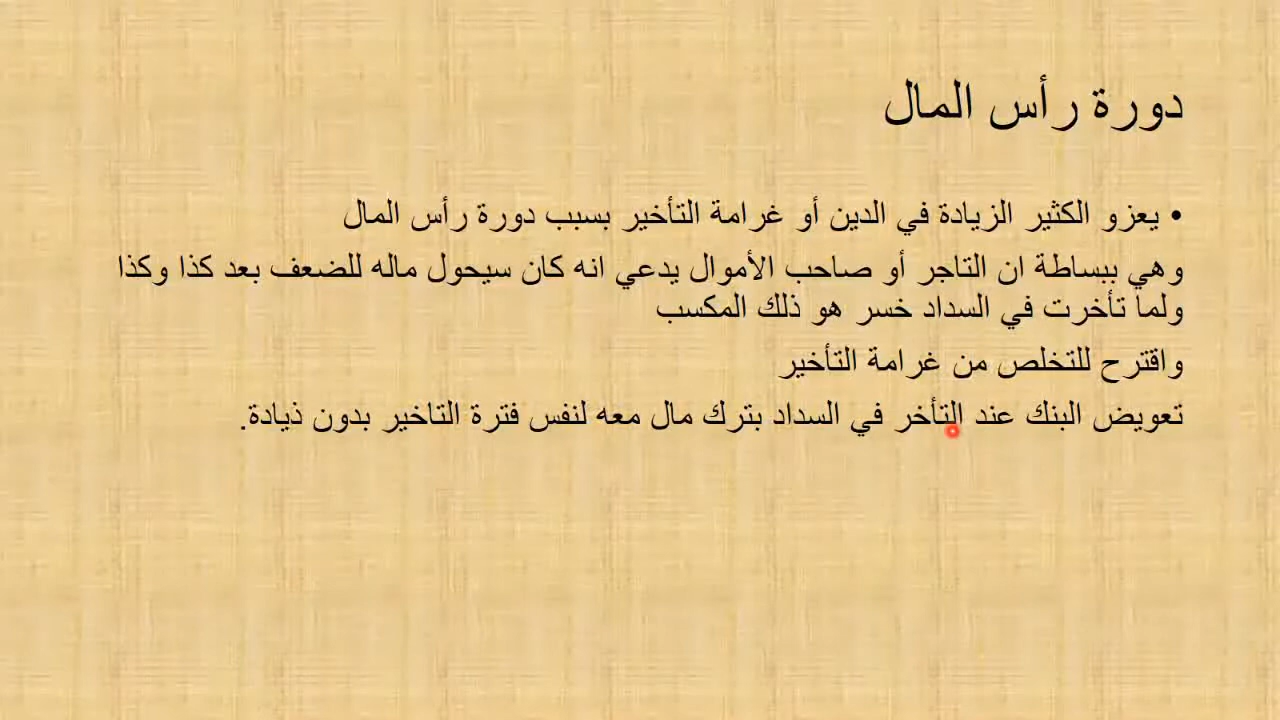 دورة رأس المال
• يعزو الكثير الزيادة في الدين أو غرامة التأخير بسبب دورة رأس المال
وهي ببساطة ان التاجر أو صاحب الأموال يدعي انه كان سيحول ماله للضعف بعد كذا وكذا
ولما تأخرت في السداد خسر هو ذلك المكسب
واقترح للتخلص من غرامة التأخير
تعويض البنك عند التأخر في السداد بترك مال معه لنفس فترة التاخير بدون ذيادة.